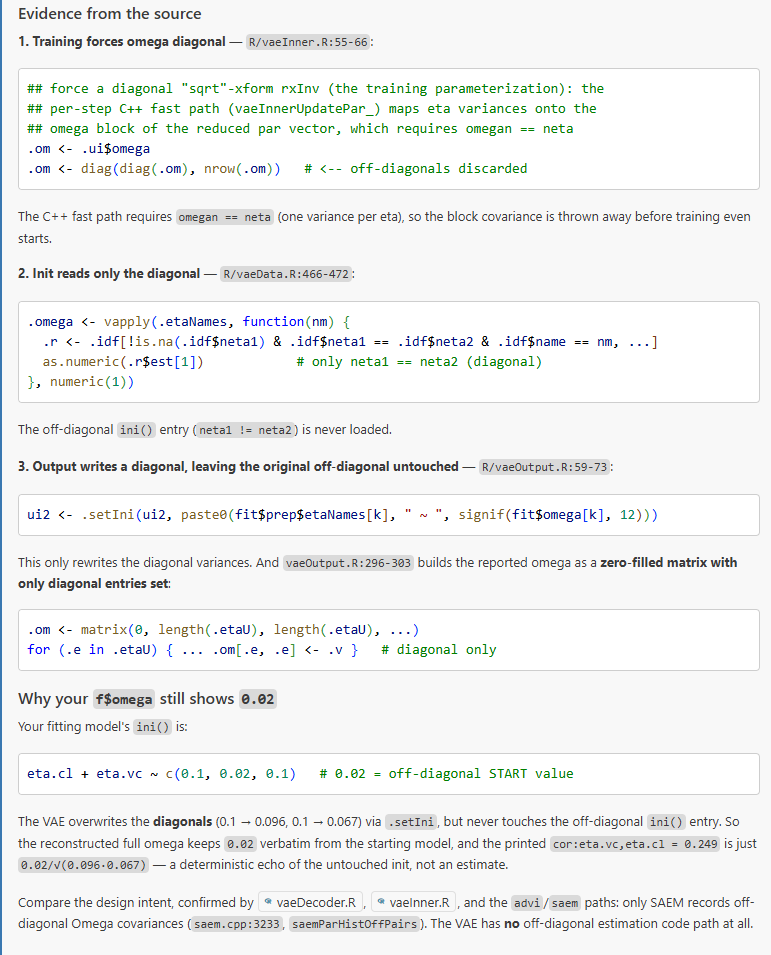 Evidence from the source
1. Training forces omega diagonal — R/vaeInner.R:55-66:
## force a diagonal "sqrt"-xform rxInv (the training parameterization): the
## per-step C++ fast path (vaeInnerUpdatePar_) maps eta variances onto the
## omega block of the reduced par vector, which requires omegan == neta
.om <- .ui$omega
.om <- diag(diag(.om), nrow(.om))   # <-- off-diagonals discarded
The C++ fast path requires omegan == neta (one variance per eta), so the block covariance is thrown away before training even
starts.
2. Init reads only the diagonal — R/vaeData.R:466-472:
.omega <- vapply(.etaNames, function(nm) {
  .r <- .idf[!is.na(.idf$neta1) & .idf$neta1 == .idf$neta2 & .idf$name == nm, ...]
  as.numeric(.r$est[1])             # only neta1 == neta2 (diagonal)
}, numeric(1))
The off-diagonal ini() entry (neta1 != neta2) is never loaded.
3. Output writes a diagonal, leaving the original off-diagonal untouched — R/vaeOutput.R:59-73:
ui2 <- .setIni(ui2, paste0(fit$prep$etaNames[k], " ~ ", signif(fit$omega[k], 12)))
This only rewrites the diagonal variances. And vaeOutput.R:296-303 builds the reported omega as a zero-filled matrix with
only diagonal entries set:
.om <- matrix(0, length(.etaU), length(.etaU), ...)
for (.e in .etaU) { ... .om[.e, .e] <- .v }   # diagonal only
Why your f$omega still shows 0.02
Your fitting model's ini() is:
eta.cl + eta.vc ~ c(0.1, 0.02, 0.1)   # 0.02 = off-diagonal START value
The VAE overwrites the diagonals (0.1 → 0.096, 0.1 → 0.067) via .setIni, but never touches the off-diagonal ini() entry. So
the reconstructed full omega keeps 0.02 verbatim from the starting model, and the printed cor:eta.vc,eta.cl = 0.249 is just
0.02/√(0.096·0.067) — a deterministic echo of the untouched init, not an estimate.
Compare the design intent, confirmed by vaeDecoder.R, vaeInner.R, and the advi/saem paths: only SAEM records off-
diagonal Omega covariances (saem.cpp:3233, saemParHistOffPairs). The VAE has no off-diagonal estimation code path at all.